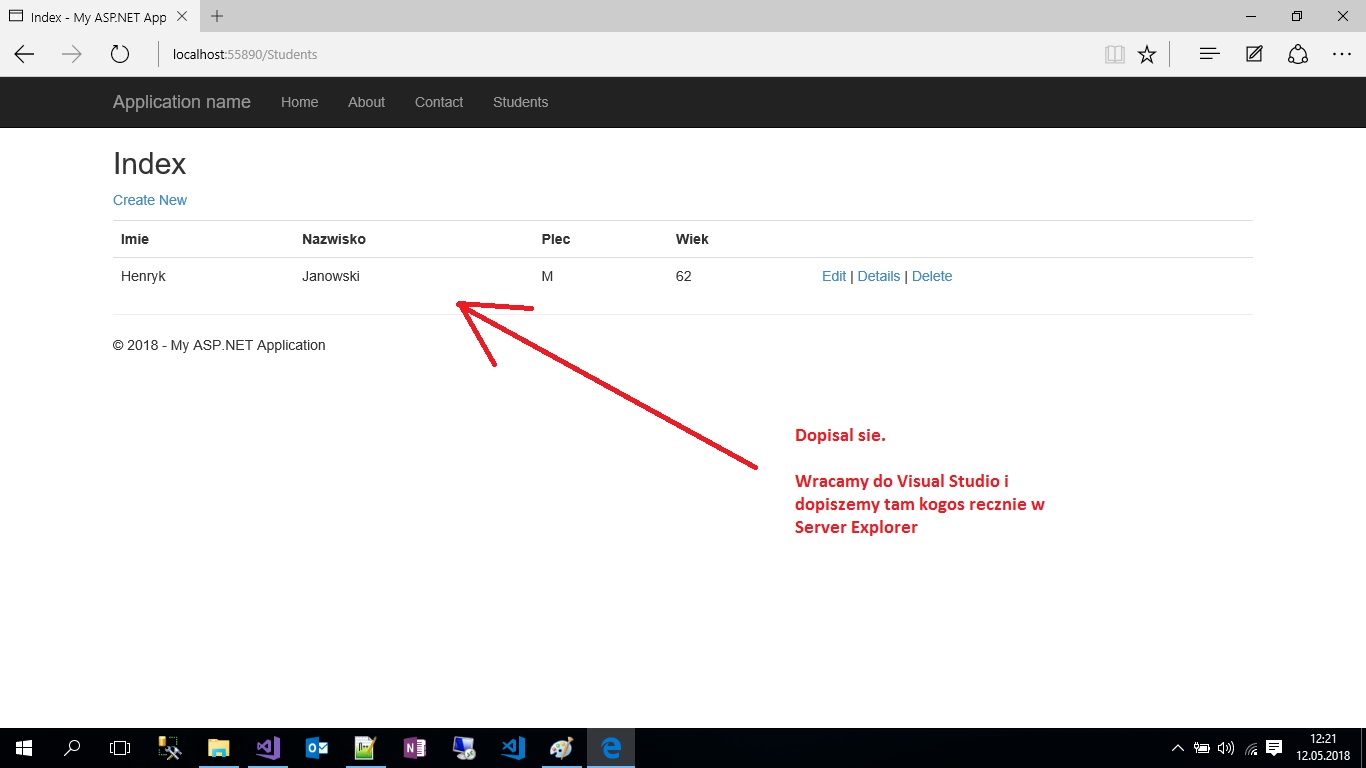 Index - My ASP.NET App
localhost:55890/Students
Application name Home About Contact Students
Index
Create New
Imie Nazwisko Plec Wiek
Henryk Janowski M 62 Edit | Details | Delete
© 2018 - My ASP.NET Application
Dopisal sie.
Wracamy do Visual Studio i
dopiszemy tam kogos recznie w
Server Explorer
12:21
12.05.2018